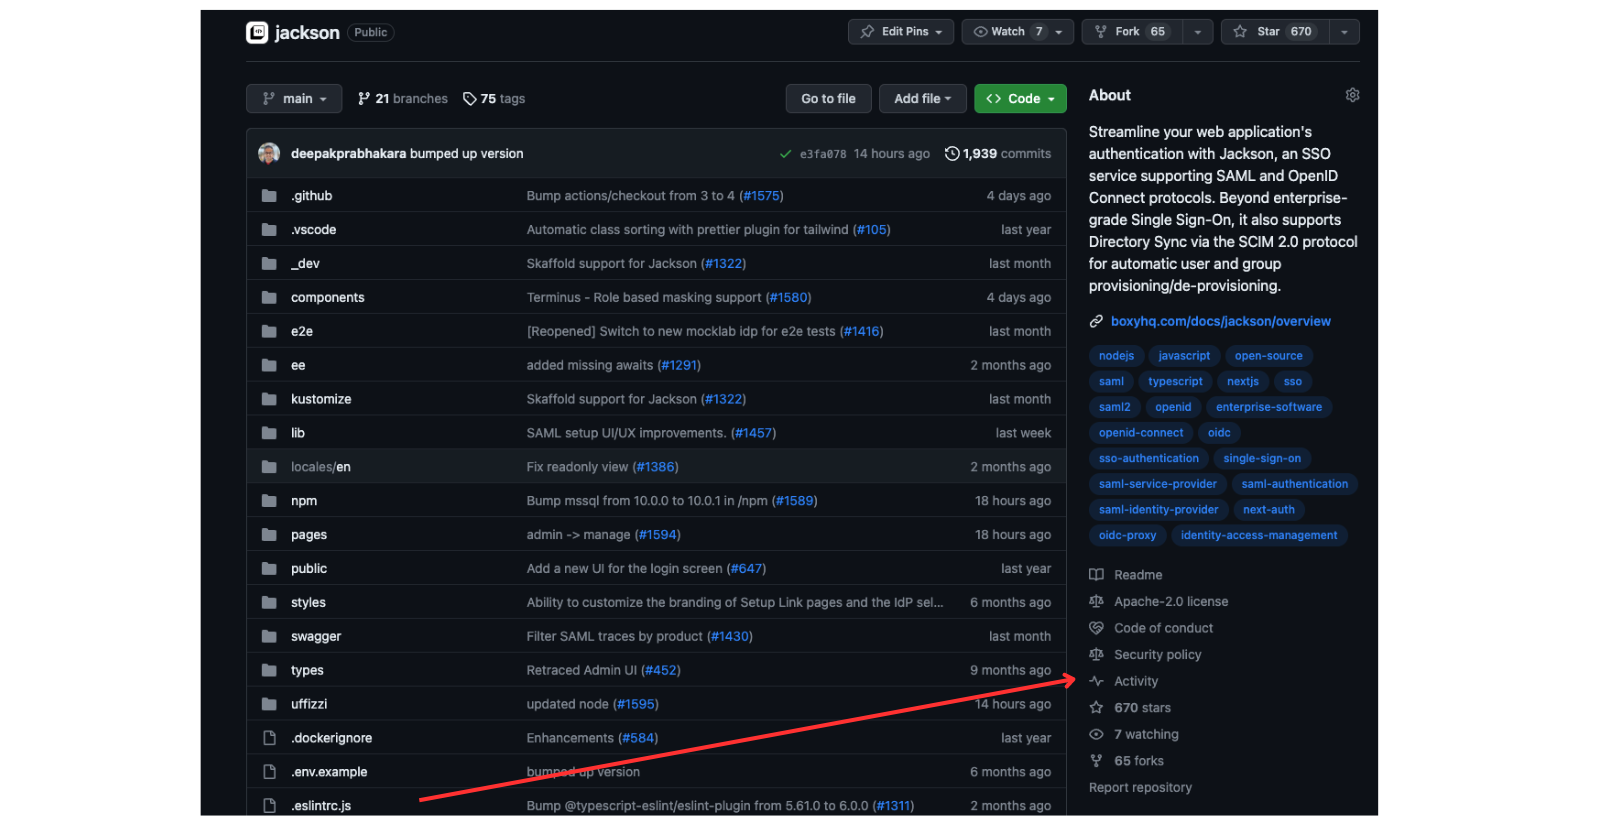 jackson Public Edit Pins Watch 7 Fork 65 Star 670
main 21 branches 75 tags Go to file Add file Code
deepakprabhakara bumped up version e3fa078 14 hours ago 1,939 commits
.github Bump actions/checkout from 3 to 4 (#1575) 4 days ago
.vscode Automatic class sorting with prettier plugin for tailwind (#105) last year
_dev Skaffold support for Jackson (#1322) last month
components Terminus - Role based masking support (#1580) 4 days ago
e2e [Reopened] Switch to new mocklab idp for e2e tests (#1416) last month
ee added missing awaits (#1291) 2 months ago
kustomize Skaffold support for Jackson (#1322) last month
lib SAML setup UI/UX improvements. (#1457) last week
locales/en Fix readonly view (#1386) 2 months ago
npm Bump mssql from 10.0.0 to 10.0.1 in /npm (#1589) 18 hours ago
pages admin -> manage (#1594) 18 hours ago
public Add a new UI for the login screen (#647) last year
styles Ability to customize the branding of Setup Link pages and the IdP sel... 6 months ago
swagger Filter SAML traces by product (#1430) last month
types Retraced Admin UI (#452) 9 months ago
uffizzi updated node (#1595) 14 hours ago
.dockerignore Enhancements (#584) last year
.env.example bumped up version 6 months ago
.eslintrc.js Bump @typescript-eslint/eslint-plugin from 5.61.0 to 6.0.0 (#1311) 2 months ago
About
Streamline your web application's
authentication with Jackson, an SSO
service supporting SAML and OpenID
Connect protocols. Beyond enterprise-
grade Single Sign-On, it also supports
Directory Sync via the SCIM 2.0 protocol
for automatic user and group
provisioning/de-provisioning.
boxyhq.com/docs/jackson/overview
nodejs javascript open-source
saml typescript nextjs sso
saml2 openid enterprise-software
openid-connect oidc
sso-authentication single-sign-on
saml-service-provider saml-authentication
saml-identity-provider next-auth
oidc-proxy identity-access-management
Readme
Apache-2.0 license
Code of conduct
Security policy
Activity
670 stars
7 watching
65 forks
Report repository